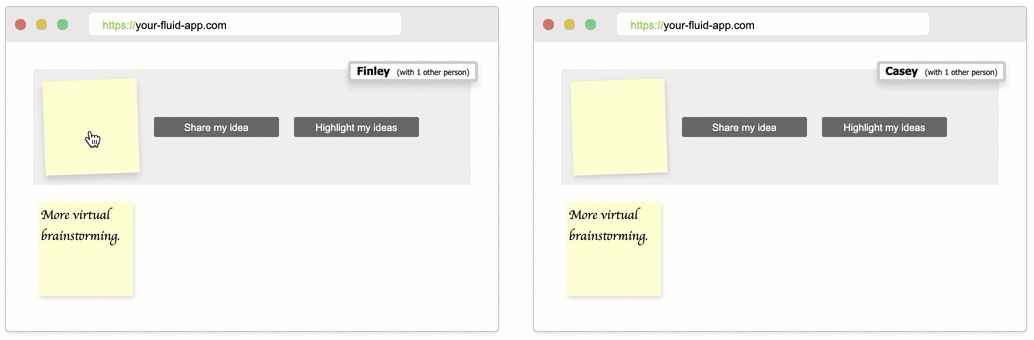 https://your-fluid-app.com
Finley (with 1 other person)
Share my idea
Highlight my ideas
More virtual
brainstorming.
https://your-fluid-app.com
Casey (with 1 other person)
Share my idea
Highlight my ideas
More virtual
brainstorming.